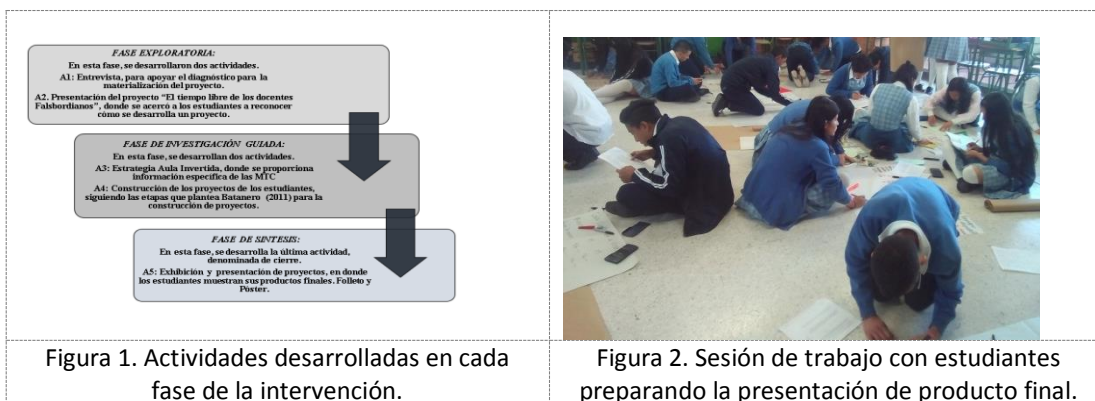 FASE EXPLORATORIA:
En esta fase, se desarrollaron dos actividades.
A1: Entrevista, para apoyar el diagnóstico para la
materialización del proyecto.
A2. Presentación del proyecto “El tiempo libre de los docentes
Falsbordianos”, donde se acercó a los estudiantes a reconocer
cómo se desarrolla un proyecto.
FASE DE INVESTIGACIÓN GUIADA:
En esta fase, se desarrollan dos actividades.
A3: Estrategia Aula Invertida, donde se proporciona
información específica de las MTC
A4: Construcción de los proyectos de los estudiantes,
siguiendo las etapas que plantea Batanero (2011) para la
construcción de proyectos.
FASE DE SINTESIS:
En esta fase, se desarrolla la última actividad,
denominada de cierre.
A5: Exhibición y presentación de proyectos, en donde
los estudiantes muestran sus productos finales. Folleto y
Póster.
Figura 1. Actividades desarrolladas en cada
fase de la intervención.
Figura 2. Sesión de trabajo con estudiantes
preparando la presentación de producto final.